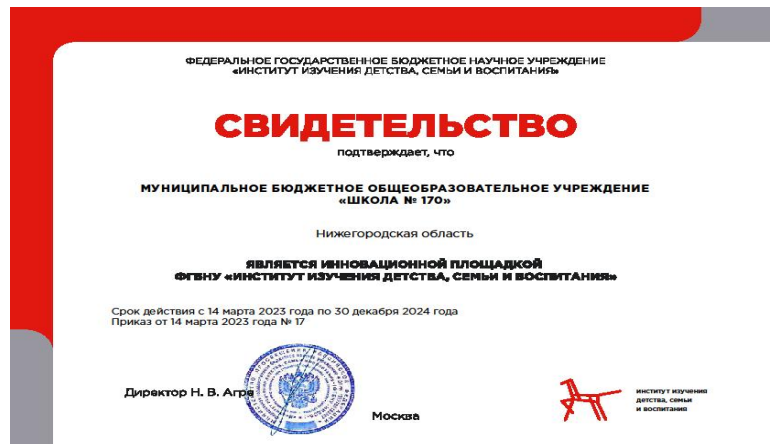 ФЕДЕРАЛЬНОЕ ГОСУДАРСТВЕННОЕ БЮДЖЕТНОЕ НАУЧНОЕ УЧРЕЖДЕНИЕ
«ИНСТИТУТ ИЗУЧЕНИЯ ДЕТСТВА, СЕМЬИ И ВОСПИТАНИЯ»
СВИДЕТЕЛЬСТВО
подтверждает, что
МУНИЦИПАЛЬНОЕ БЮДЖЕТНОЕ ОБЩЕОБРАЗОВАТЕЛЬНОЕ УЧРЕЖДЕНИЕ
«ШКОЛА № 170»
Нижегородская область
ЯВЛЯЕТСЯ ИННОВАЦИОННОЙ ПЛОЩАДКОЙ
ФГБНУ «ИНСТИТУТ ИЗУЧЕНИЯ ДЕТСТВА, СЕМЬИ И ВОСПИТАНИЯ»
Срок действия с 14 марта 2023 года по 30 декабря 2024 года
Приказ от 14 марта 2023 года № 17
Директор Н. В. Агре
Москва
институт изучения
детства, семьи
и воспитания